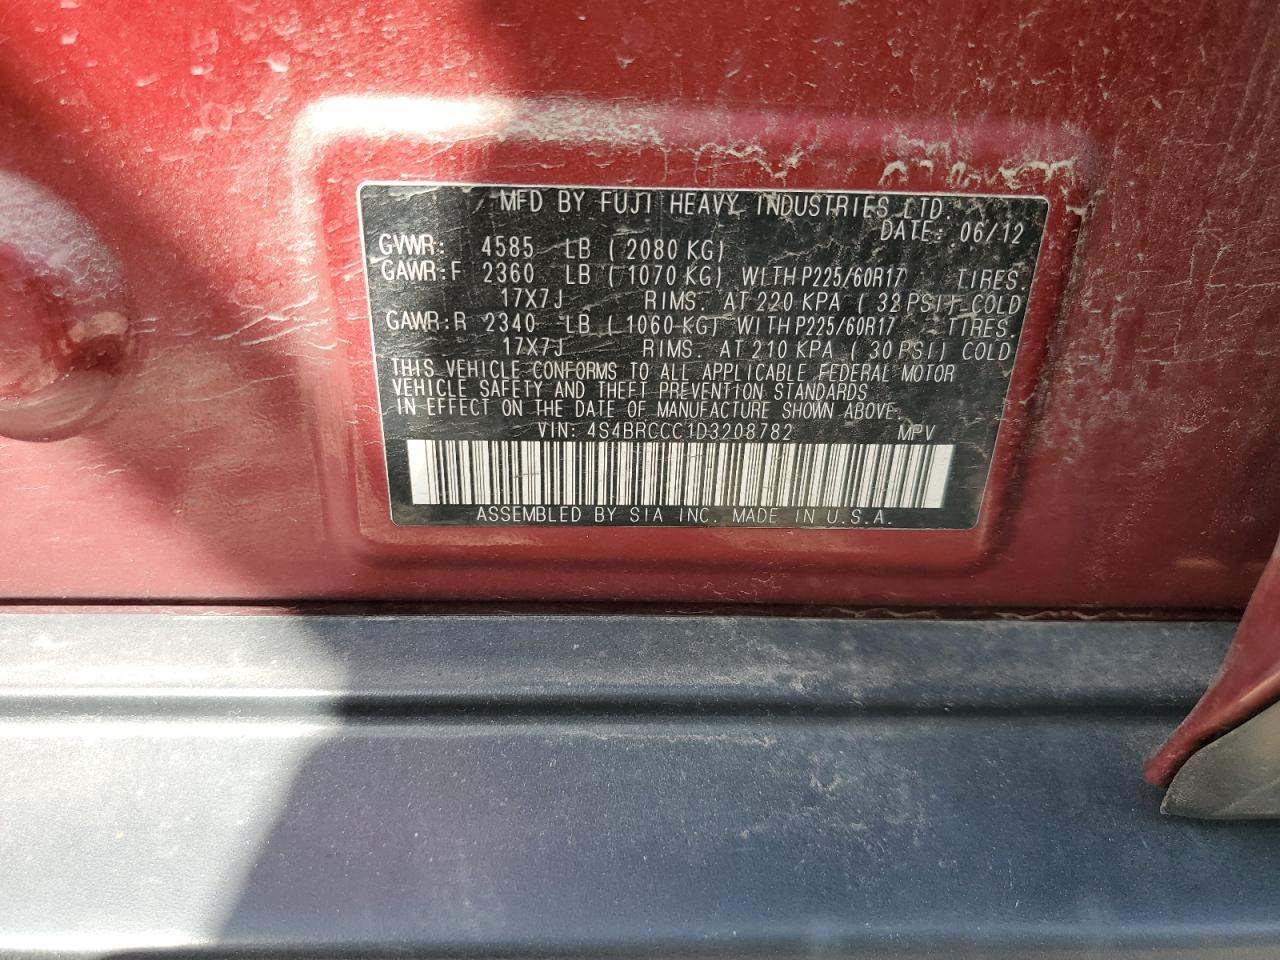 MFD BY FUJI HEAVY INDUSTRIES LTD.
DATE: 06/12
GVWR: 4585 LB (2080 KG)
GAWR:F 2360 LB (1070 KG) WITH P225/60R17 TIRES.
17X7J RIMS. AT 220 KPA (32 PSI) COLD
GAWR:R 2340 LB (1060 KG) WITH P225/60R17 TIRES.
17X7J RIMS. AT 210 KPA (30 PSI) COLD
THIS VEHICLE CONFORMS TO ALL APPLICABLE FEDERAL MOTOR
VEHICLE SAFETY AND THEFT PREVENTION STANDARDS
IN EFFECT ON THE DATE OF MANUFACTURE SHOWN ABOVE.
VIN: 4S4BRCCC1D3208782 MPV
ASSEMBLED BY SIA INC. MADE IN U.S.A.